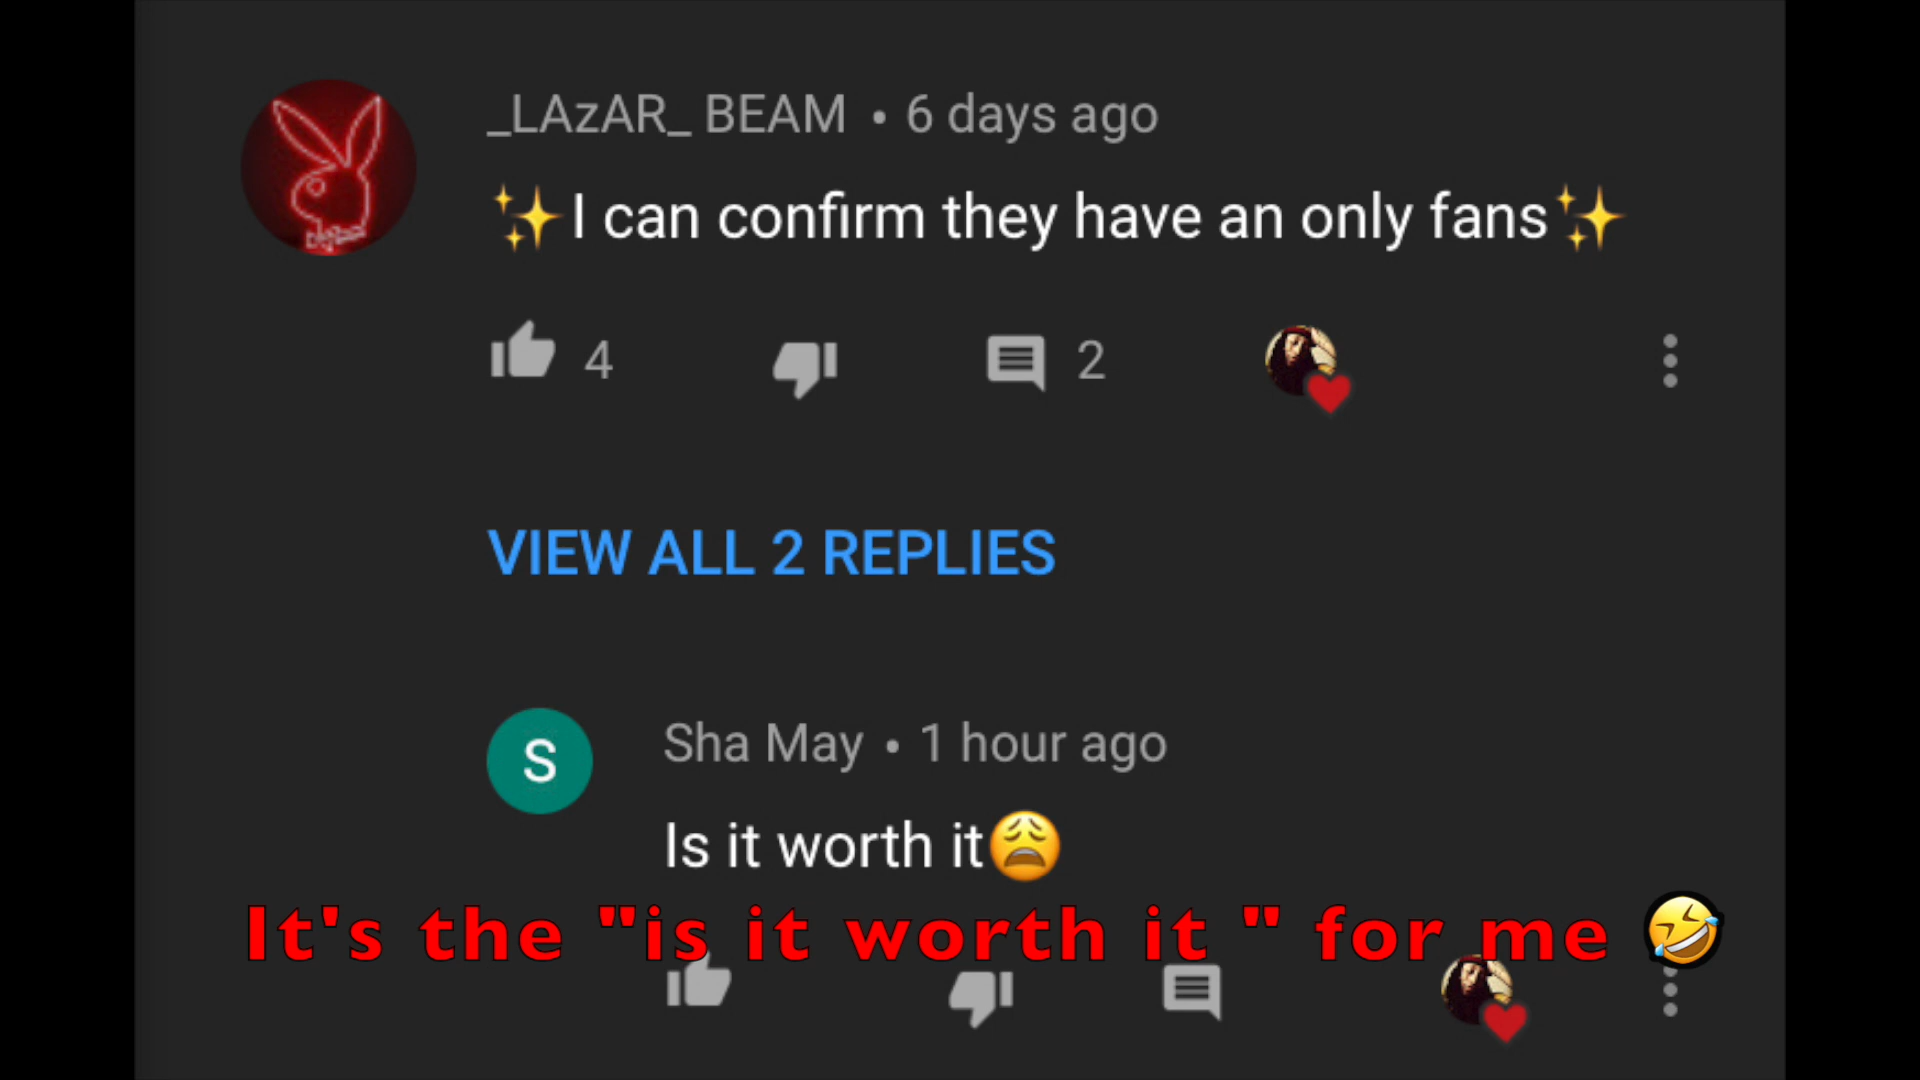 _LAzAR_ BEAM • 6 days ago
✨I can confirm they have an only fans✨
4 2
VIEW ALL 2 REPLIES
S
Sha May • 1 hour ago
Is it worth it😩
It's the "is it worth it " for me 🤣